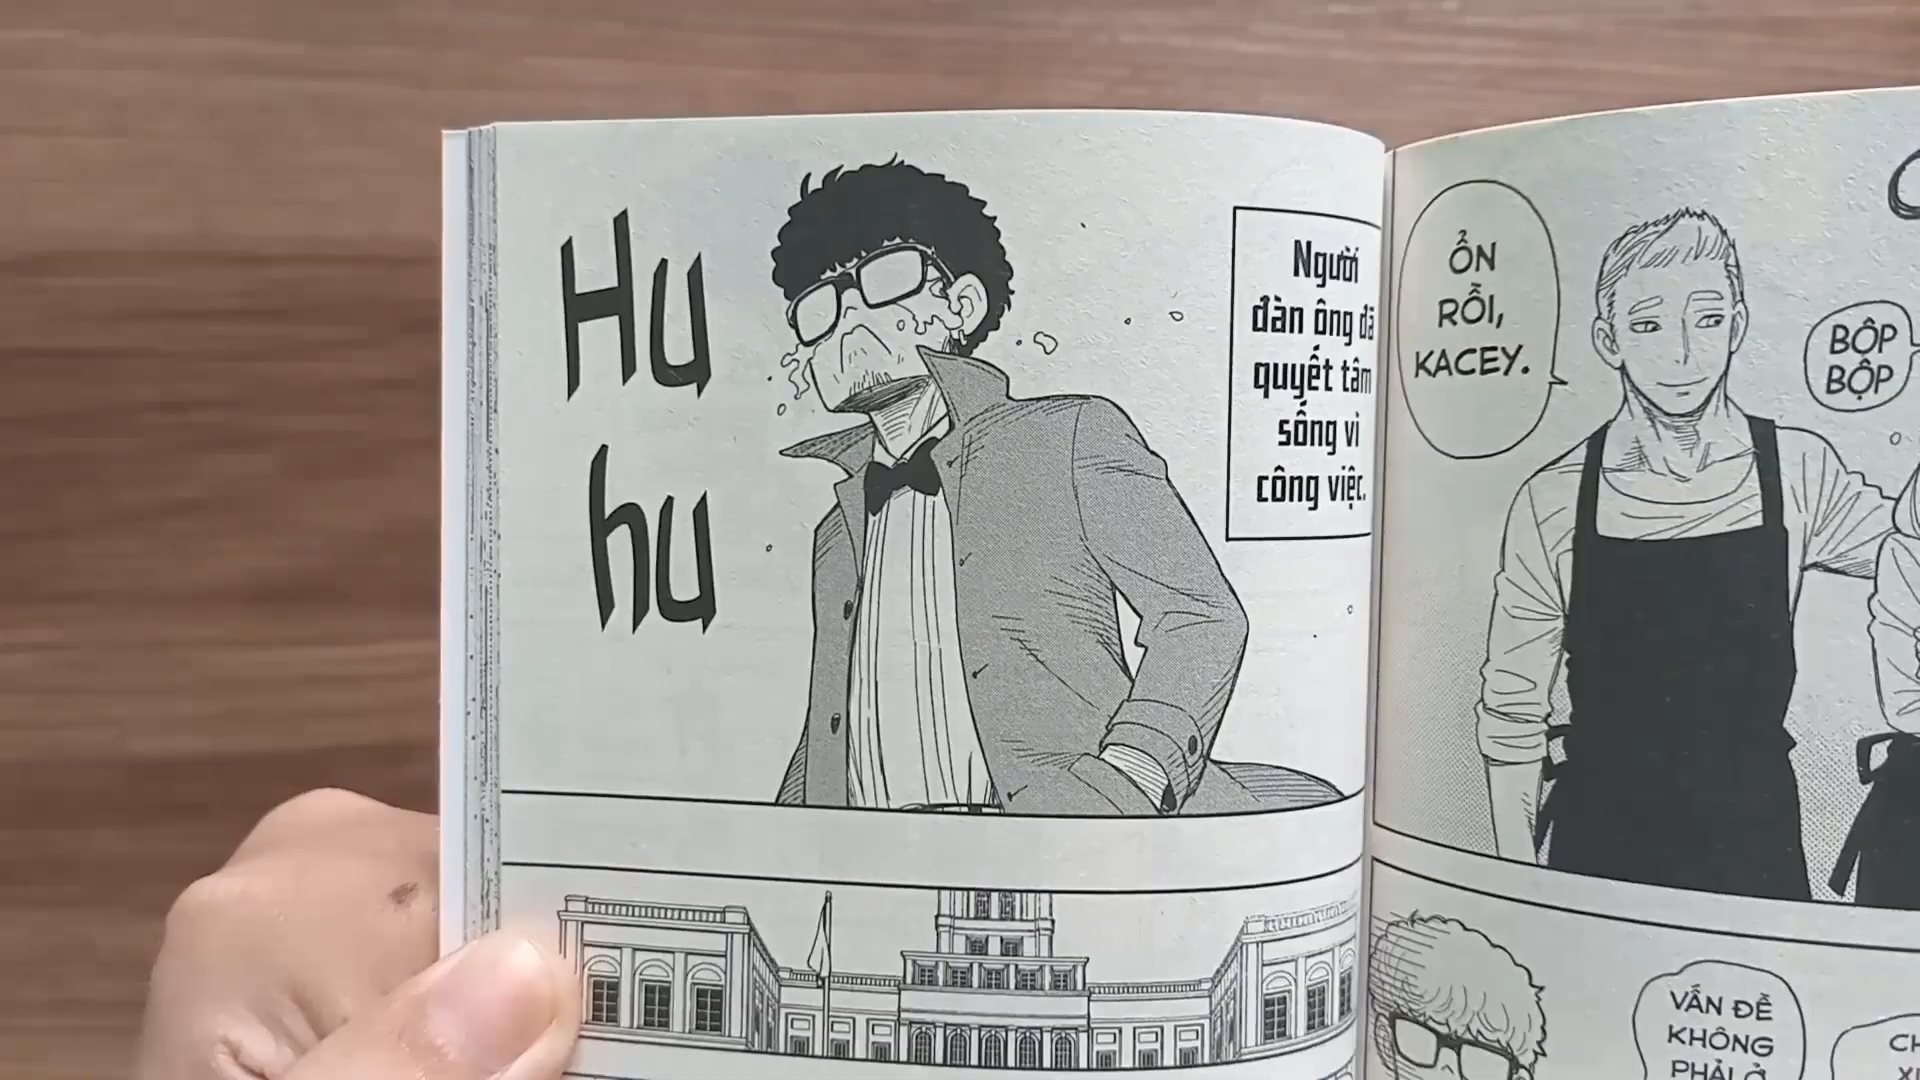 Hu
hu
Người
đàn ông đã
quyết tâm
sống vì
công việc.
ỔN
RỒI,
KACEY.
BỘP
BỘP
VẤN ĐỀ
KHÔNG
PHẢI Ở